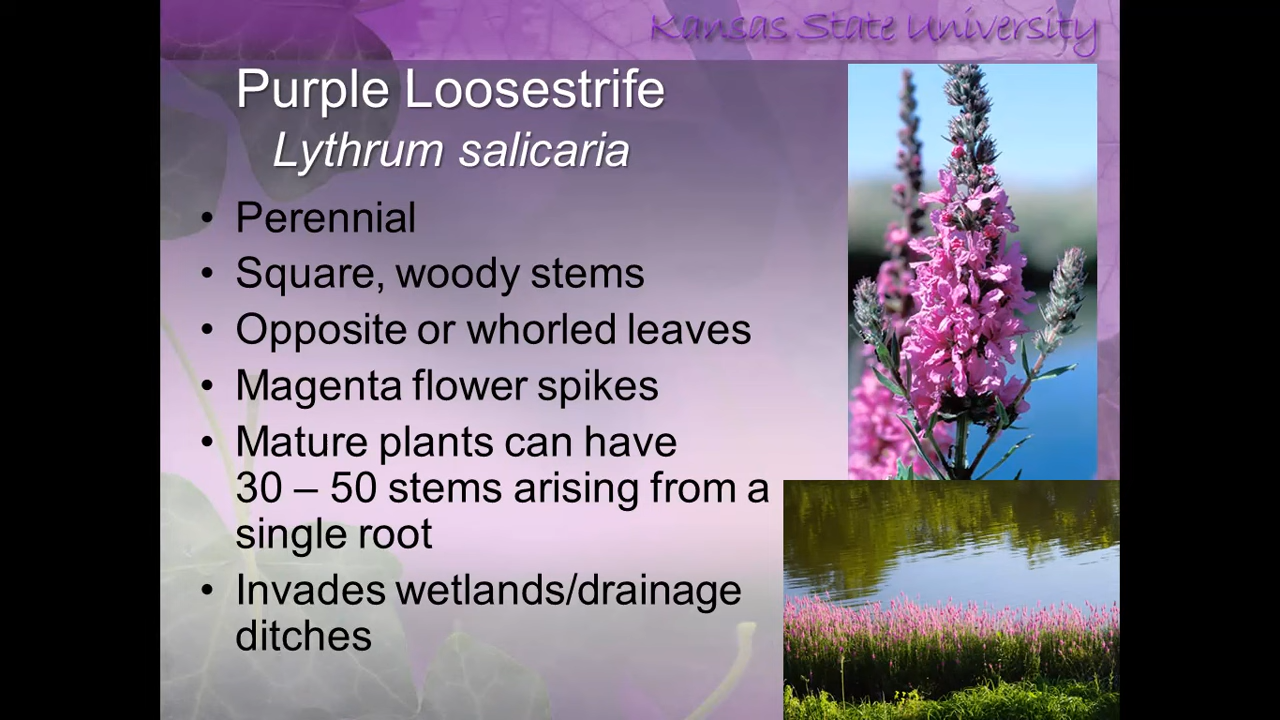 Kansas State University
Purple Loosestrife
Lythrum salicaria
• Perennial
• Square, woody stems
• Opposite or whorled leaves
• Magenta flower spikes
• Mature plants can have
30 – 50 stems arising from a
single root
• Invades wetlands/drainage
ditches